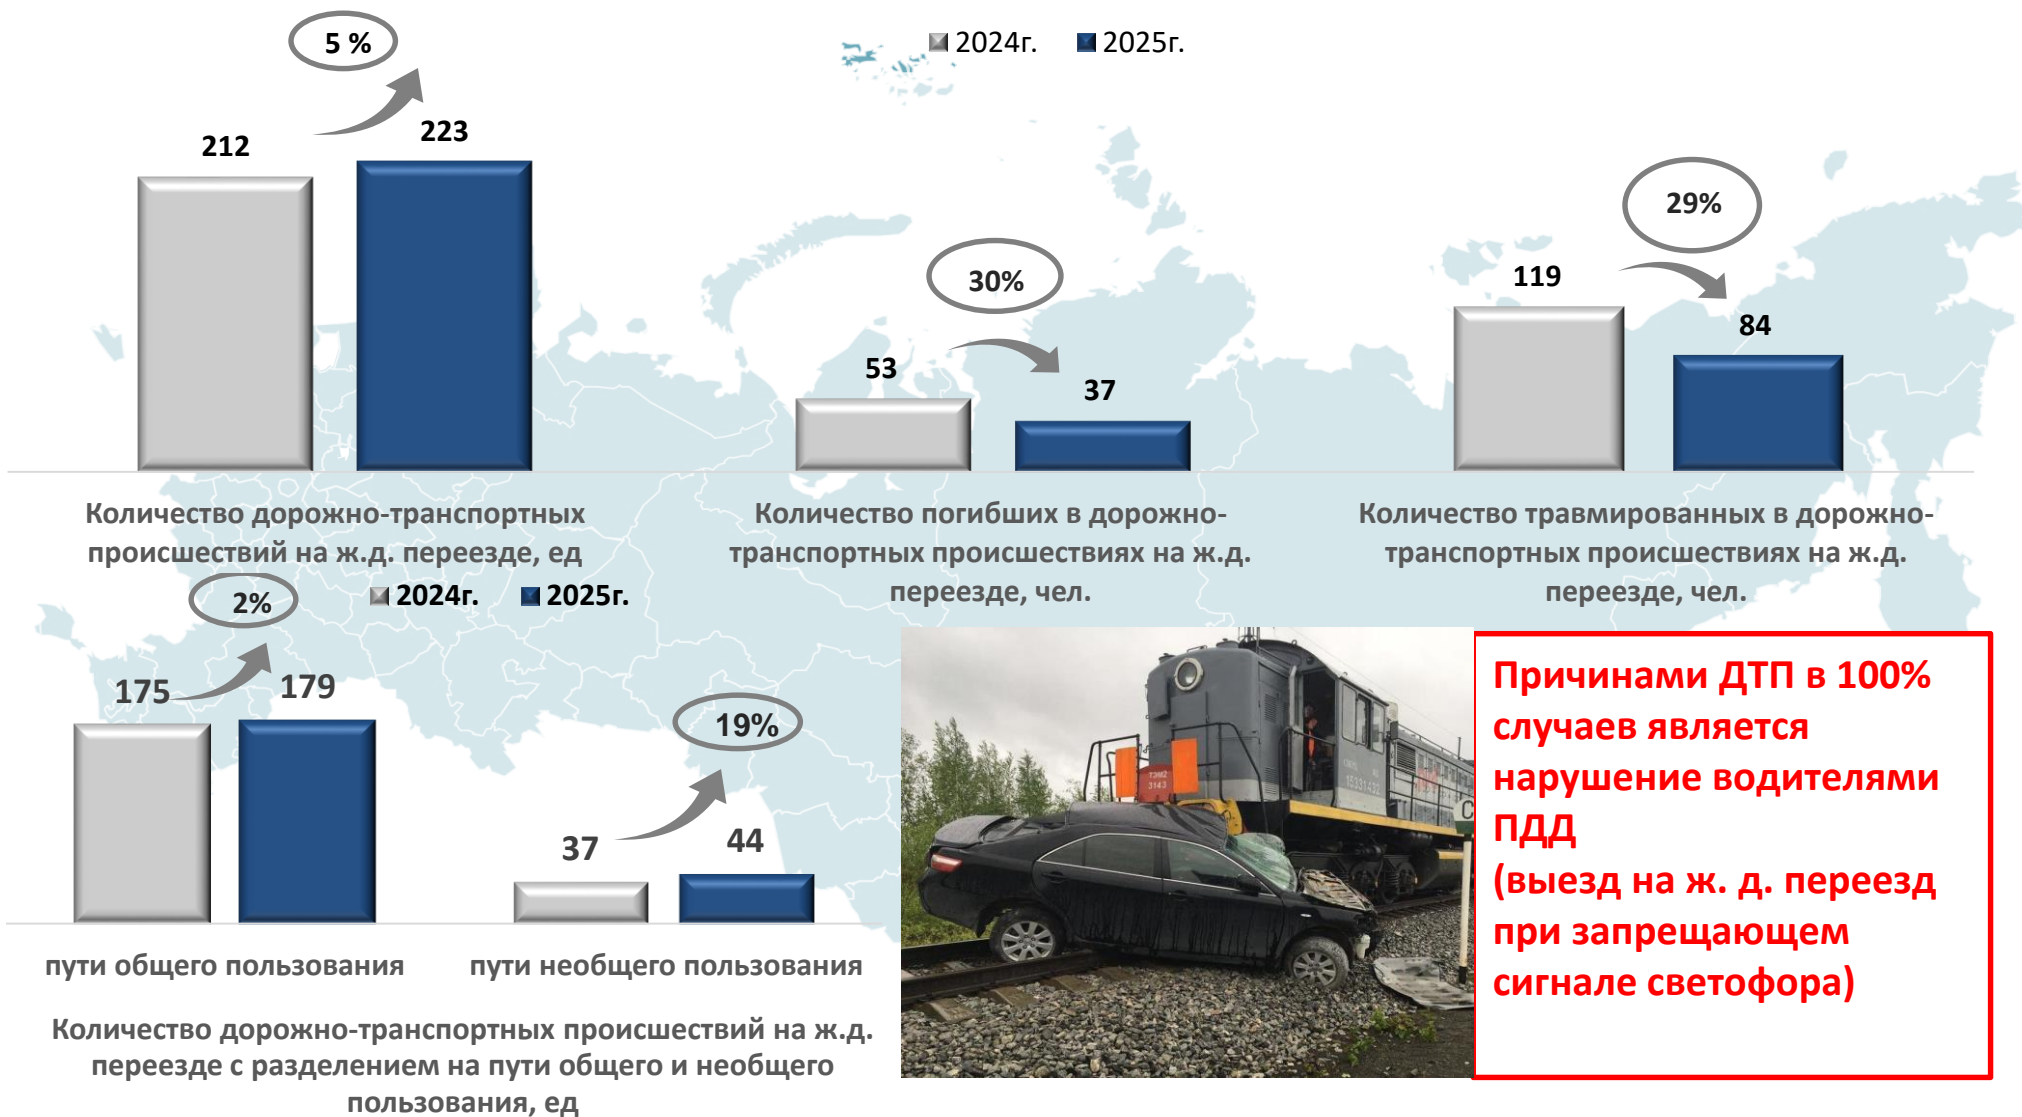 5 %
2024г.
2025г.
212
223
30%
53
37
29%
119
84
Количество дорожно-транспортных
происшествий на ж.д. переезде, ед
Количество погибших в дорожно-
транспортных происшествиях на ж.д.
переезде, чел.
Количество травмированных в дорожно-
транспортных происшествиях на ж.д.
переезде, чел.
2%
2024г.
2025г.
175
179
19%
37
44
пути общего пользования
пути необщего пользования
Количество дорожно-транспортных происшествий на ж.д.
переезде с разделением на пути общего и необщего
пользования, ед
ТЭМ2
3143
Причинами ДТП в 100%
случаев является
нарушение водителями
ПДД
(выезд на ж. д. переезд
при запрещающем
сигнале светофора)